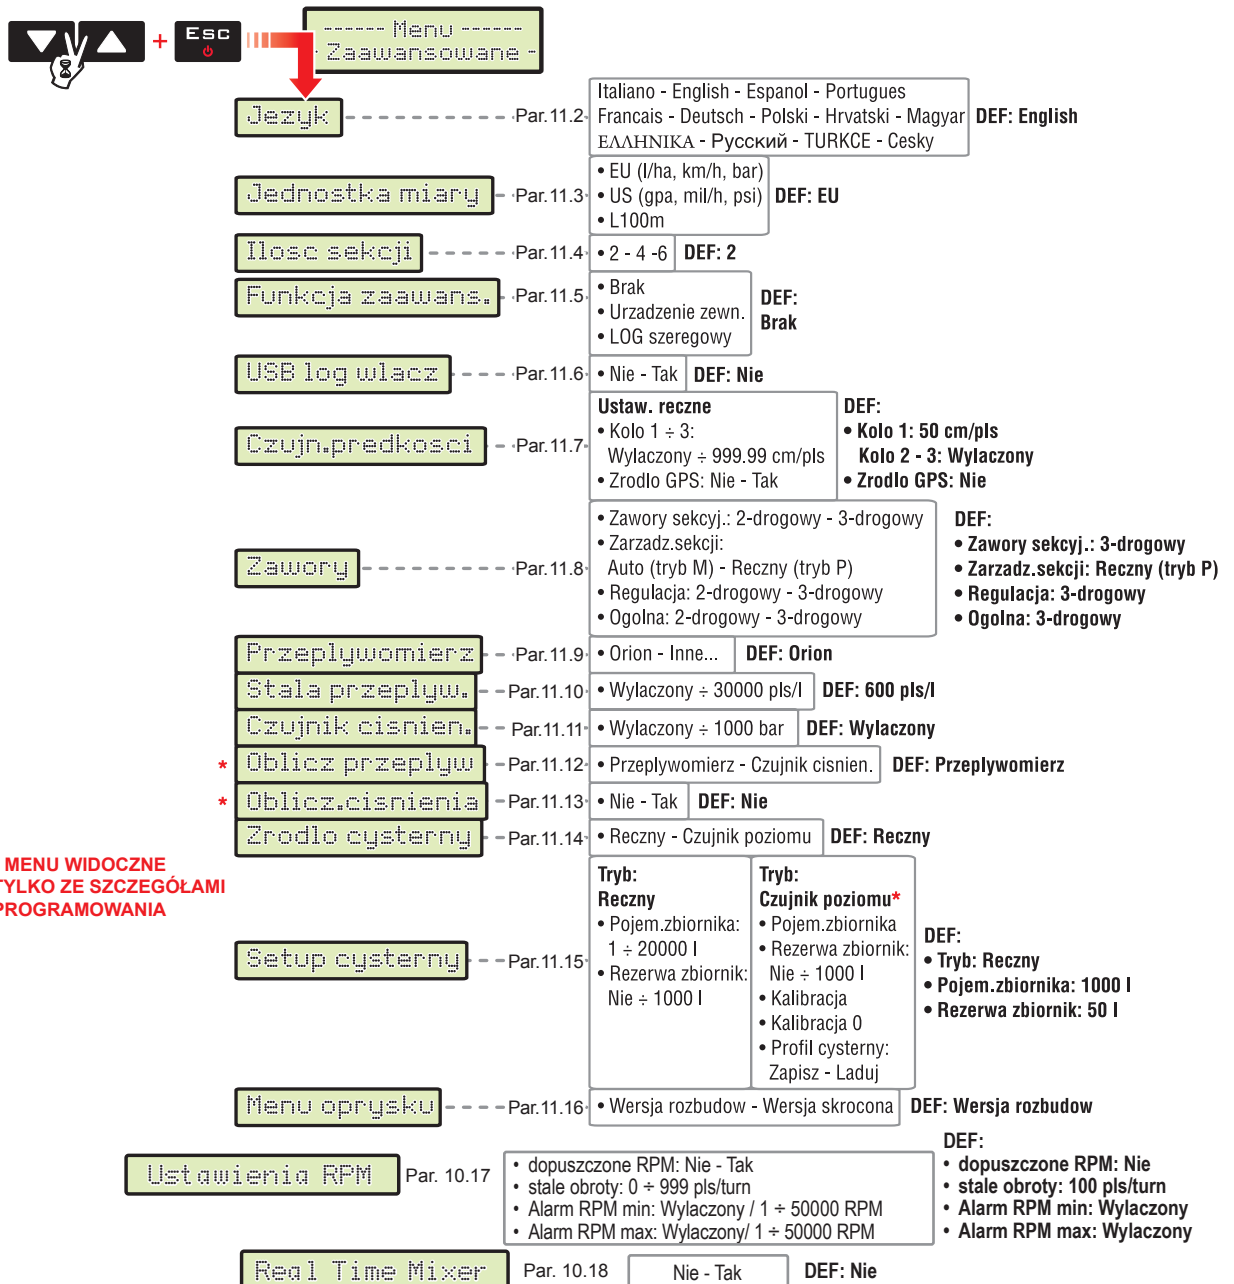 + Esc
------ Menu ------
- Zaawansowane -
Jezyk
Par.11.2
Italiano - English - Espanol - Portugues
Francais - Deutsch - Polski - Hrvatski - Magyar
ΕΛΛΗΝΙΚΑ - Русский - TURKCE - Cesky
DEF: English
Jednostka miary
Par.11.3
• EU (l/ha, km/h, bar)
• US (gpa, mil/h, psi)
• L100m
DEF: EU
Ilosc sekcji
Par.11.4
• 2 - 4 -6
DEF: 2
Funkcja zaawans.
Par.11.5
• Brak
• Urzadzenie zewn.
• LOG szeregowy
DEF:
Brak
USB log wlacz
Par.11.6
• Nie - Tak
DEF: Nie
Czujn.predkosci
Par.11.7
Ustaw. reczne
• Kolo 1 ÷ 3:
Wylaczony ÷ 999.99 cm/pls
• Zrodlo GPS: Nie - Tak
DEF:
• Kolo 1: 50 cm/pls
Kolo 2 - 3: Wylaczony
• Zrodlo GPS: Nie
Zawory
Par.11.8
• Zawory sekcyj.: 2-drogowy - 3-drogowy
• Zarzadz.sekcji:
Auto (tryb M) - Reczny (tryb P)
• Regulacja: 2-drogowy - 3-drogowy
• Ogolna: 2-drogowy - 3-drogowy
DEF:
• Zawory sekcyj.: 3-drogowy
• Zarzadz.sekcji: Reczny (tryb P)
• Regulacja: 3-drogowy
• Ogolna: 3-drogowy
Przeplywomierz
Par.11.9
• Orion - Inne...
DEF: Orion
Stala przeplyw.
Par.11.10
• Wylaczony ÷ 30000 pls/l
DEF: 600 pls/l
Czujnik cisnien.
Par.11.11
• Wylaczony ÷ 1000 bar
DEF: Wylaczony
* Oblicz przeplyw
Par.11.12
• Przeplywomierz - Czujnik cisnien.
DEF: Przeplywomierz
* Oblicz.cisnienia
Par.11.13
• Nie - Tak
DEF: Nie
Zrodlo cysterny
Par.11.14
• Reczny - Czujnik poziomu
DEF: Reczny
MENU WIDOCZNE
TYLKO ZE SZCZEGÓŁAMI
PROGRAMOWANIA
Setup cysterny
Par.11.15
Tryb:
Reczny
• Pojem.zbiornika:
1 ÷ 20000 l
• Rezerwa zbiornik:
Nie ÷ 1000 l
Tryb:
Czujnik poziomu*
• Pojem.zbiornika
• Rezerwa zbiornik:
Nie ÷ 1000 l
• Kalibracja
• Kalibracja 0
• Profil cysterny:
Zapisz - Laduj
DEF:
• Tryb: Reczny
• Pojem.zbiornika: 1000 l
• Rezerwa zbiornik: 50 l
Menu oprysku
Par.11.16
• Wersja rozbudow - Wersja skrocona
DEF: Wersja rozbudow
Ustawienia RPM
Par. 10.17
• dopuszczone RPM: Nie - Tak
• stale obroty: 0 ÷ 999 pls/turn
• Alarm RPM min: Wylaczony / 1 ÷ 50000 RPM
• Alarm RPM max: Wylaczony/ 1 ÷ 50000 RPM
DEF:
• dopuszczone RPM: Nie
• stale obroty: 100 pls/turn
• Alarm RPM min: Wylaczony
• Alarm RPM max: Wylaczony
Real Time Mixer
Par. 10.18
Nie - Tak
DEF: Nie